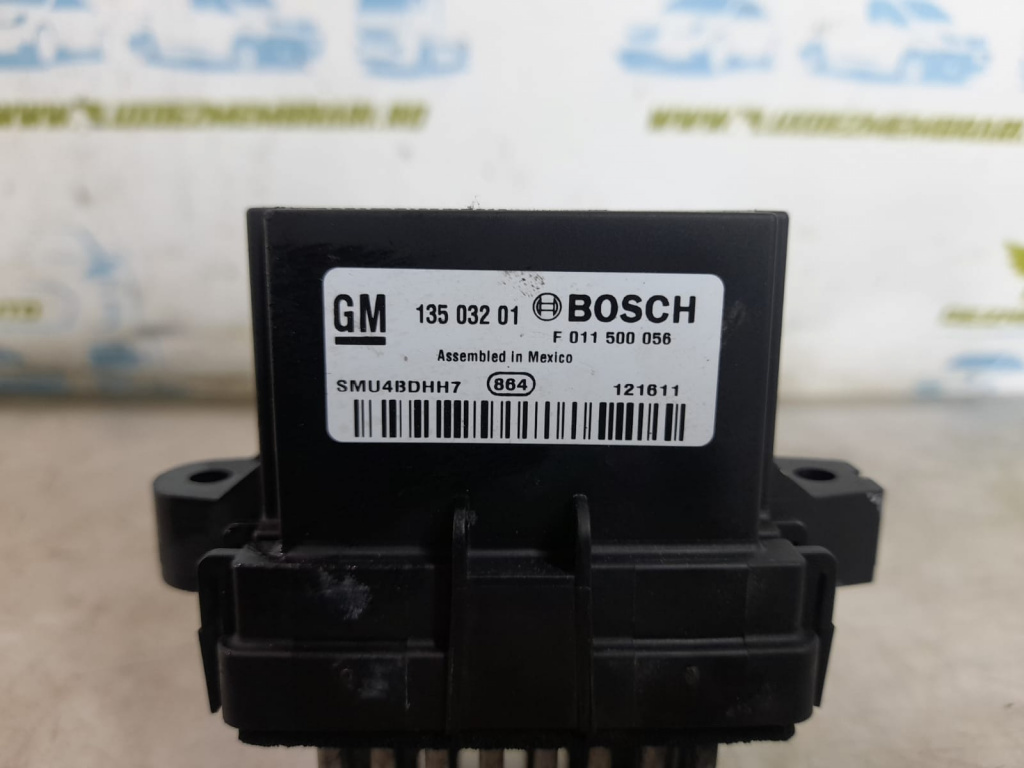 GM 135 032 01 BOSCH
F 011 500 056
Assembled in Mexico
SMU4BDHH7 864 121611